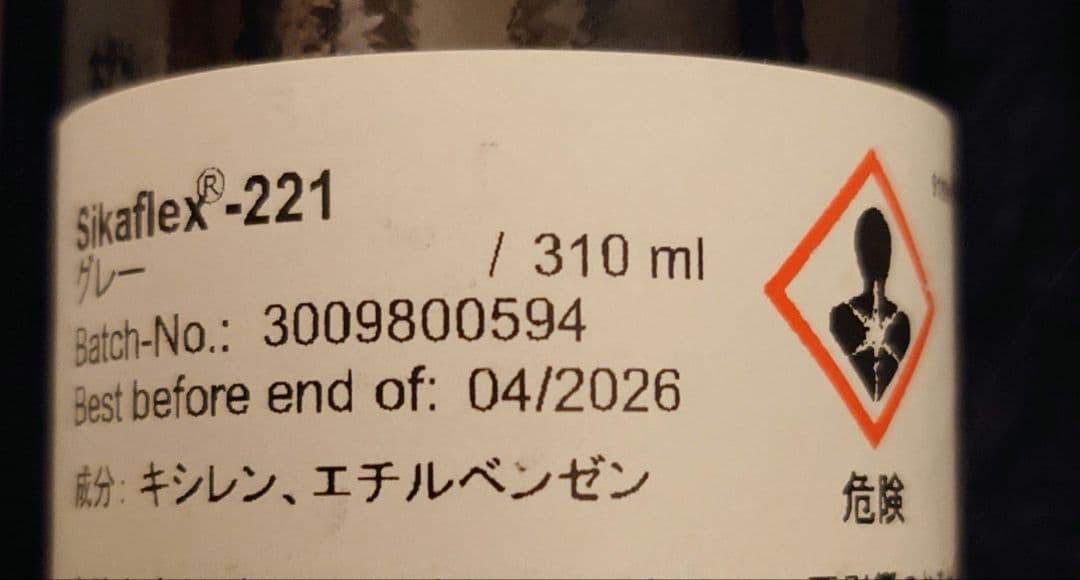 Sikaflex®-221
グレー / 310 ml
Batch-No.: 3009800594
Best before end of: 04/2026
成分: キシレン、エチルベンゼン
危険